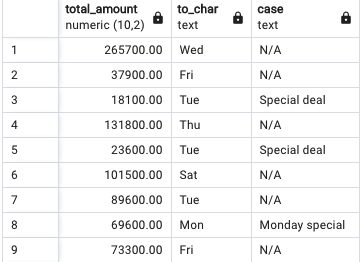 total_amount to_char case
numeric (10,2) text text
1 265700.00 Wed N/A
2 37900.00 Fri N/A
3 18100.00 Tue Special deal
4 131800.00 Thu N/A
5 23600.00 Tue Special deal
6 101500.00 Sat N/A
7 89600.00 Tue N/A
8 69600.00 Mon Monday special
9 73300.00 Fri N/A